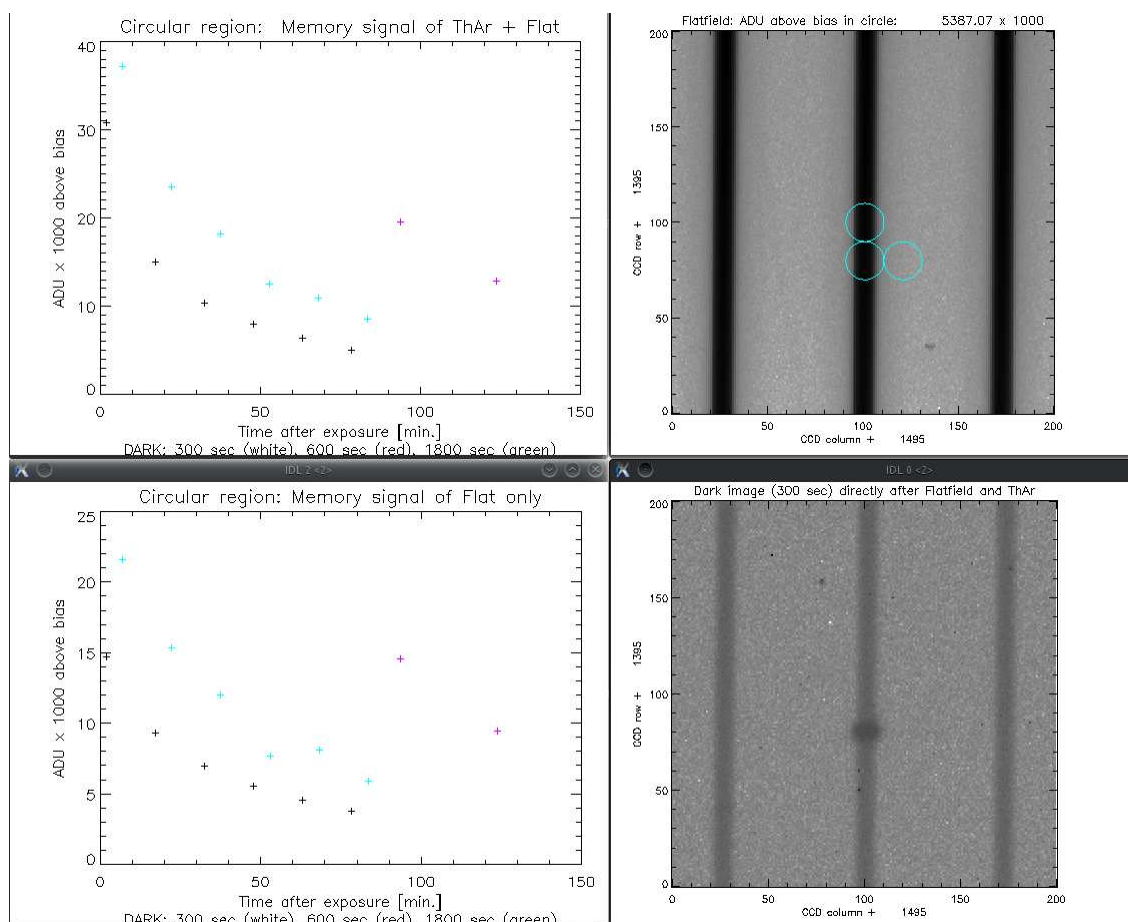 Circular region:  Memory signal of ThAr + Flat
40
30
20
10
0
ADU x 1000 above bias
0 50 100 150
Time after exposure [min.]
DARK: 300 sec (white), 600 sec (red), 1800 sec (green)
Flatfield: ADU above bias in circle: 5387.07 x 1000
200
150
100
50
0
CCD row + 1395
0 50 100 150 200
CCD column + 1495
IDL 2 <2>
Circular region: Memory signal of Flat only
25
20
15
10
5
0
ADU x 1000 above bias
0 50 100 150
Time after exposure [min.]
DARK: 300 sec (white), 600 sec (red), 1800 sec (green)
IDL 0 <2>
Dark image (300 sec) directly after Flatfield and ThAr
200
150
100
50
0
CCD row + 1395
0 50 100 150 200
CCD column + 1495